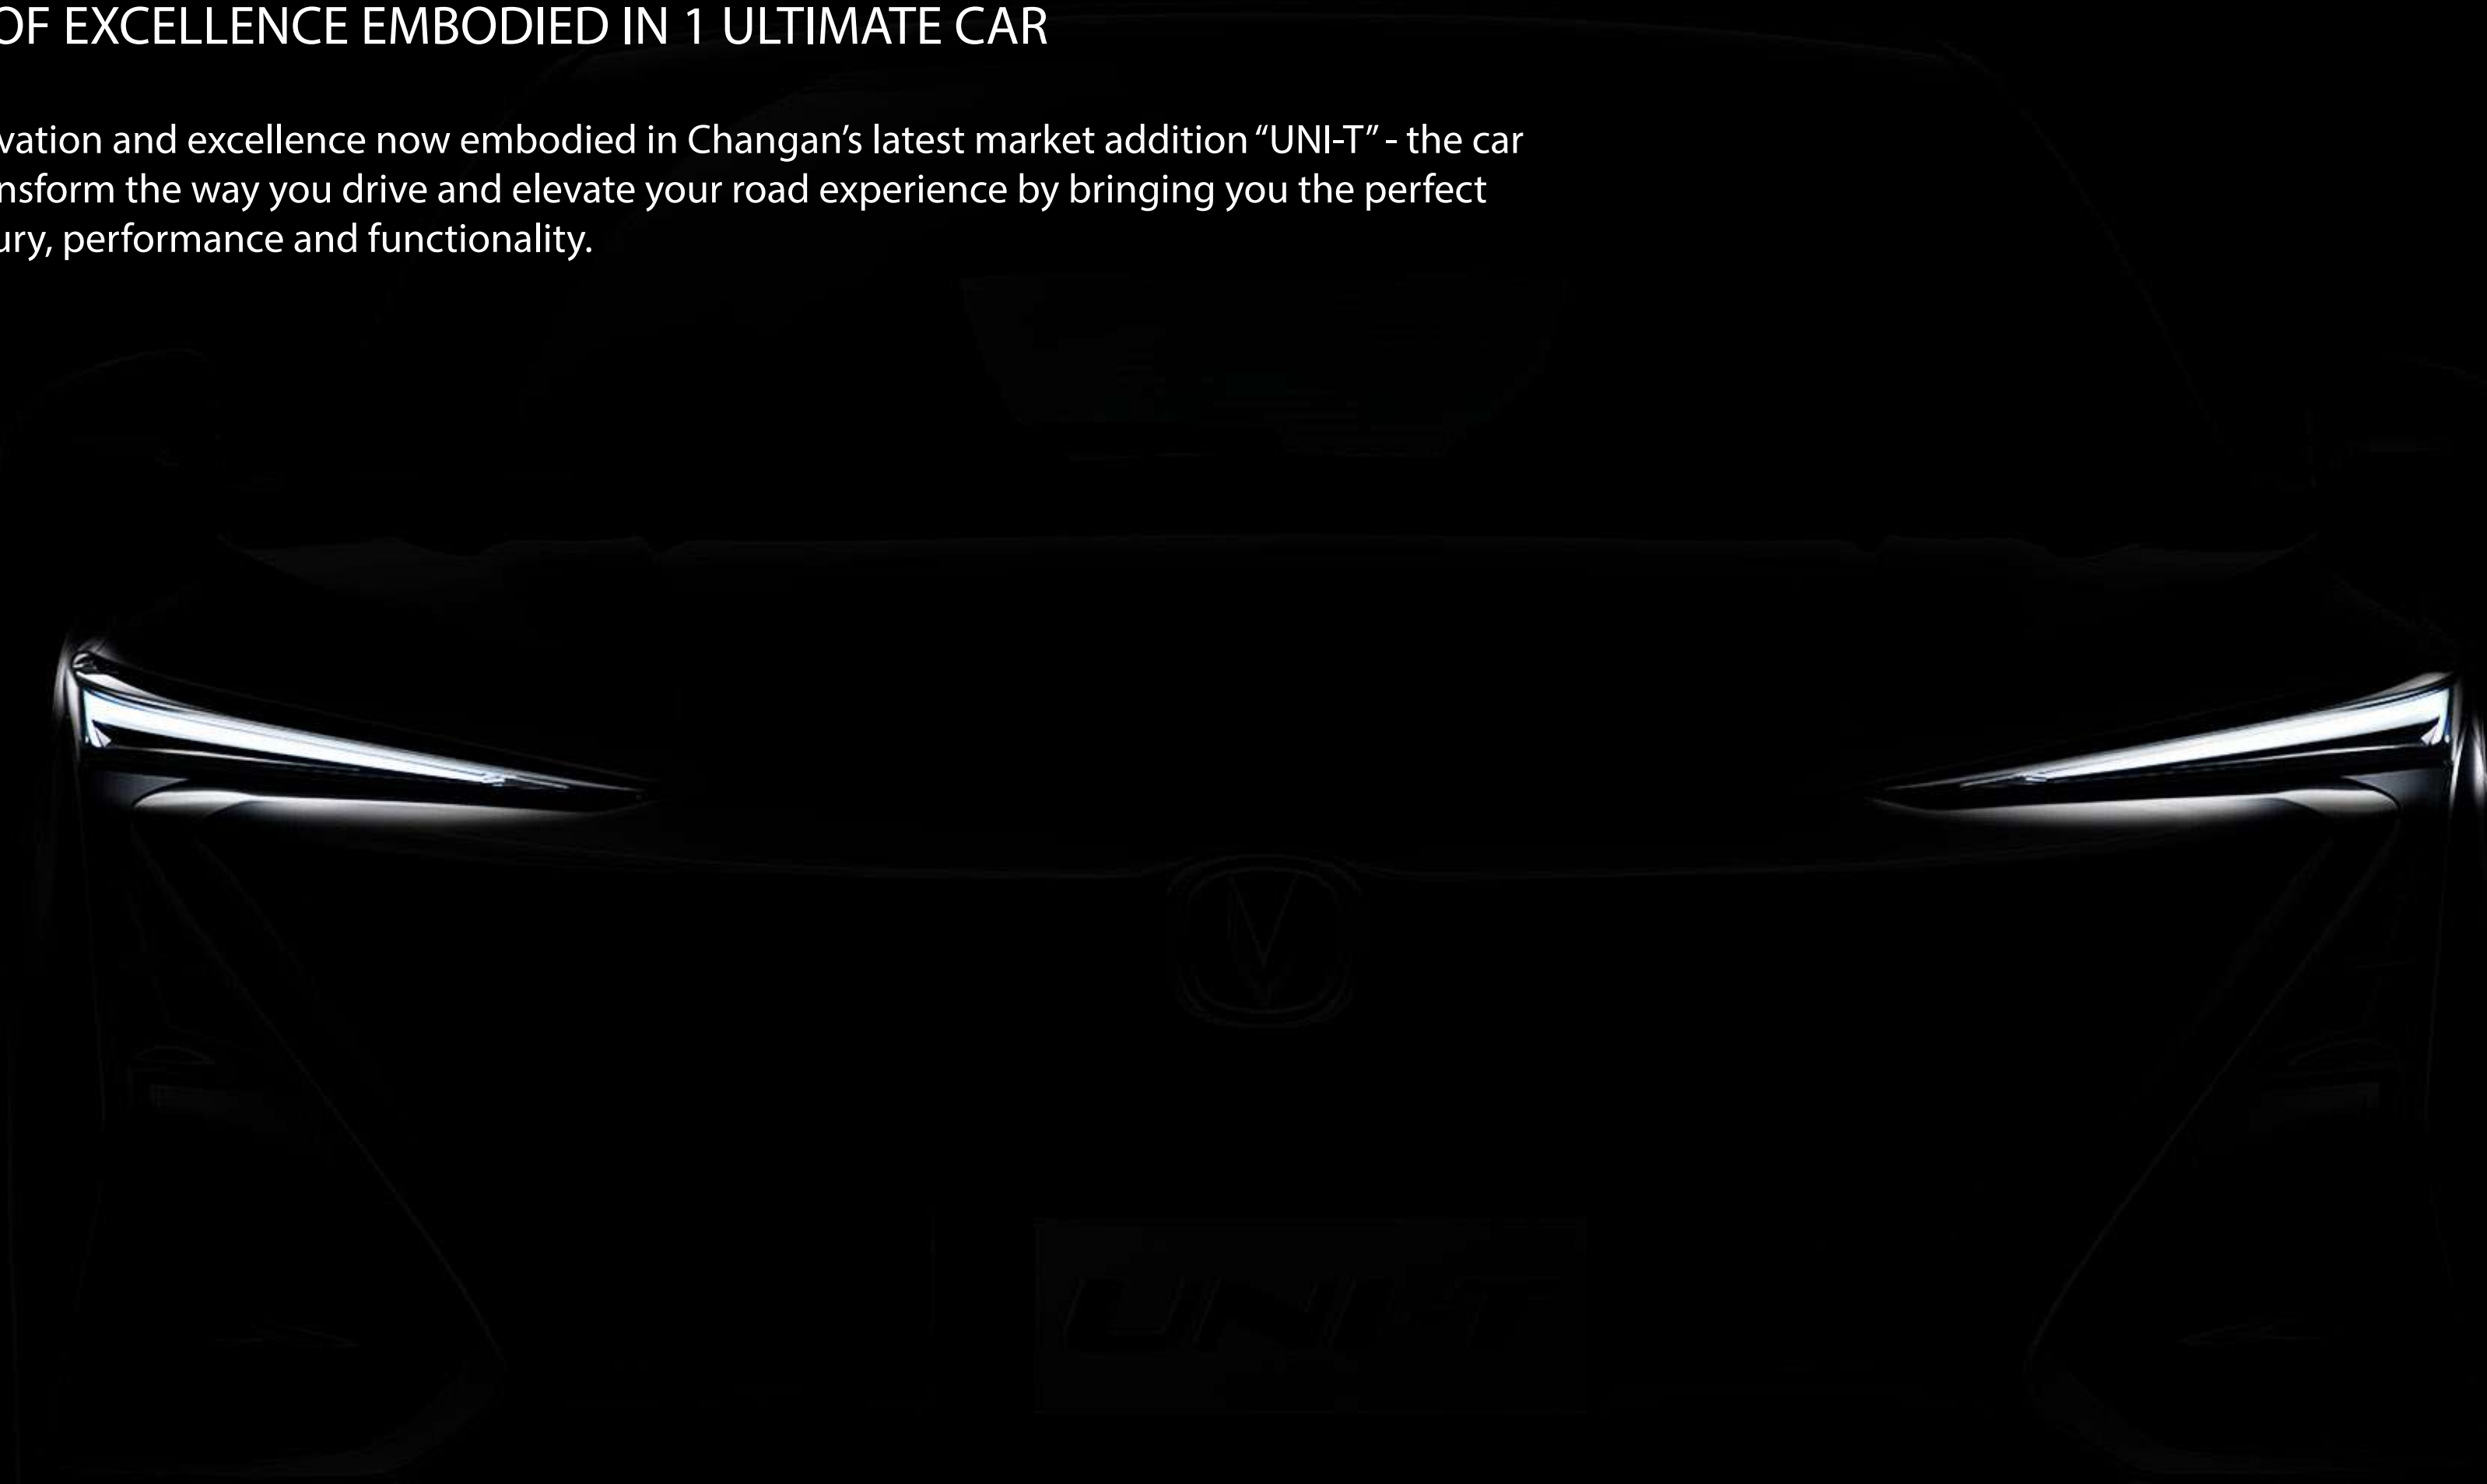 OF EXCELLENCE EMBODIED IN 1 ULTIMATE CAR
vation and excellence now embodied in Changan’s latest market addition “UNI-T” - the car
nsform the way you drive and elevate your road experience by bringing you the perfect
ury, performance and functionality.
UNI-T